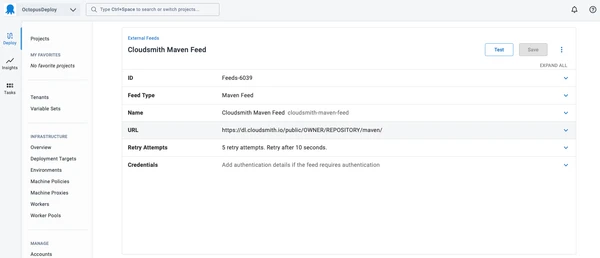 OctopusDeploy
Type Ctrl+Space to search or switch projects...
Deploy
Insights
Tasks
Projects
MY FAVORITES
No favorite projects
Tenants
Variable Sets
INFRASTRUCTURE
Overview
Deployment Targets
Environments
Machine Policies
Machine Proxies
Workers
Worker Pools
MANAGE
Accounts
External Feeds
Cloudsmith Maven Feed
Test
Save
EXPAND ALL
ID Feeds-6039
Feed Type Maven Feed
Name Cloudsmith Maven Feed cloudsmith-maven-feed
URL https://dl.cloudsmith.io/public/OWNER/REPOSITORY/maven/
Retry Attempts 5 retry attempts. Retry after 10 seconds.
Credentials Add authentication details if the feed requires authentication